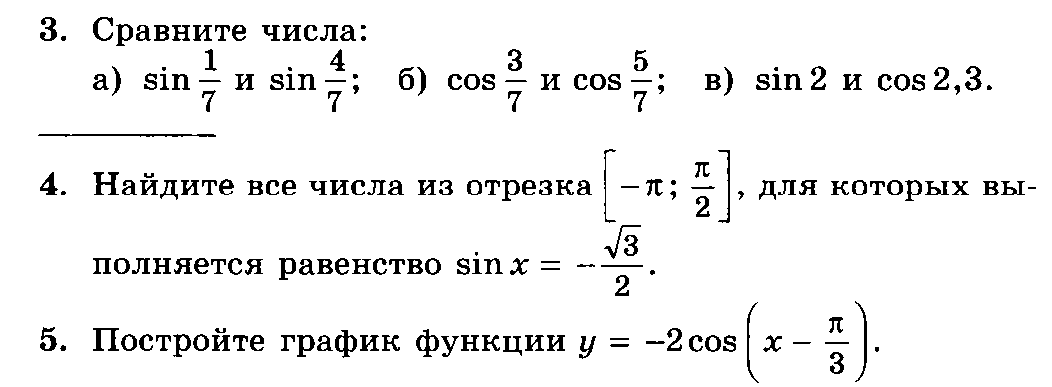 3. Сравните числа:
а) sin 1/7 и sin 4/7; б) cos 3/7 и cos 5/7; в) sin 2 и cos 2,3.
4. Найдите все числа из отрезка [−π; π/2], для которых вы-
полняется равенство sin x = −√3/2.
5. Постройте график функции y = −2cos(x − π/3).